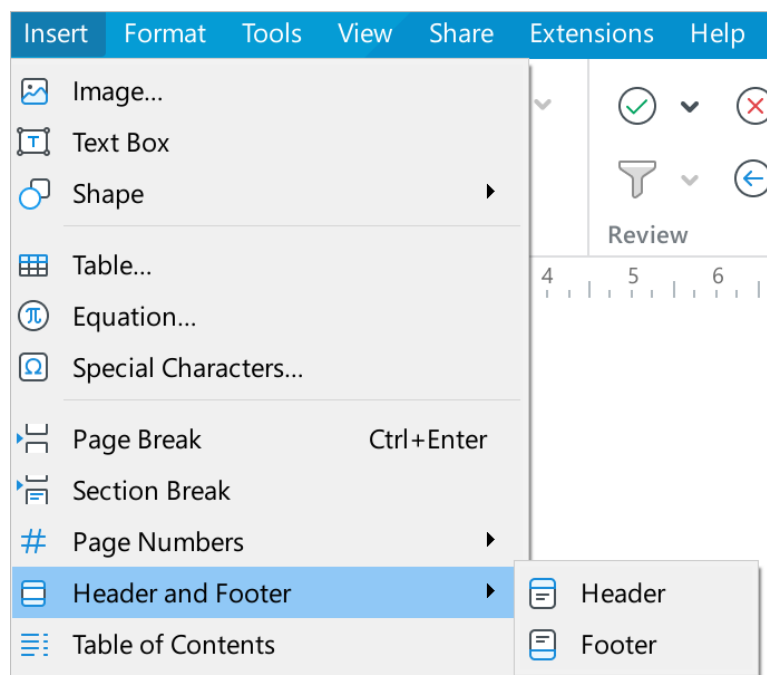 Insert Format Tools View Share Extensions Help
Image...
Text Box
Shape
Review
Table...
4 5 6
Equation...
Special Characters...
Page Break Ctrl+Enter
Section Break
Page Numbers
Header and Footer Header
Table of Contents Footer